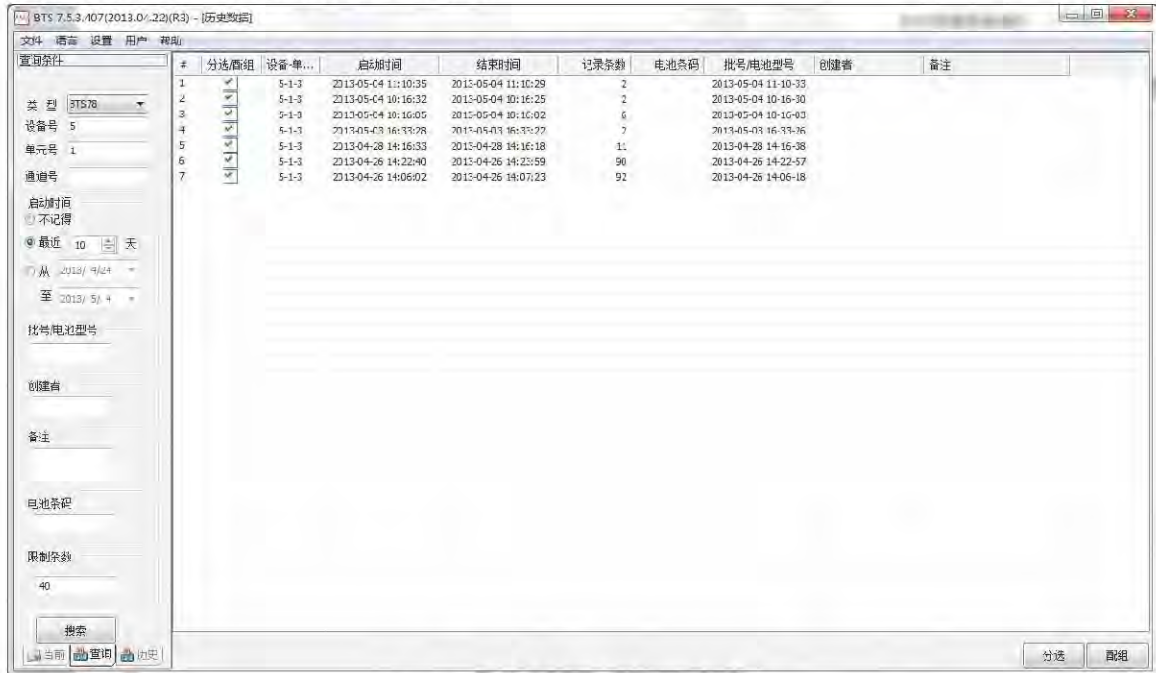 BTS 7.5.3.407(2013.04.22)(R3) - [历史数据]
文件 语言 设置 用户 帮助
查询条件
类 型 BTS78
设备号 5
单元号 1
通道号
启动时间
不记得
最近 10 天
从 2013/ 4/24
至 2013/ 5/ 4
批号/电池型号
创建者
备注
电池条码
限制条数
40
搜索
当前 查询 历史
# 分选/配组 设备-单... 启动时间 结束时间 记录条数 电池条码 批号/电池型号 创建者 备注
1 5-1-3 2013-05-04 11:10:35 2013-05-04 11:10:29 2 2013-05-04 11-10-33
2 5-1-3 2013-05-04 10:16:32 2013-05-04 10:16:25 2 2013-05-04 10-16-30
3 5-1-3 2013-05-04 10:16:05 2013-05-04 10:16:02 6 2013-05-04 10-16-03
4 5-1-3 2013-05-03 16:33:28 2013-05-03 16:33:22 2 2013-05-03 16-33-26
5 5-1-3 2013-04-28 14:16:33 2013-04-28 14:16:18 11 2013-04-28 14-16-38
6 5-1-3 2013-04-26 14:22:40 2013-04-26 14:23:59 90 2013-04-26 14-22-57
7 5-1-3 2013-04-26 14:06:02 2013-04-26 14:07:23 92 2013-04-26 14-06-18
分选 配组